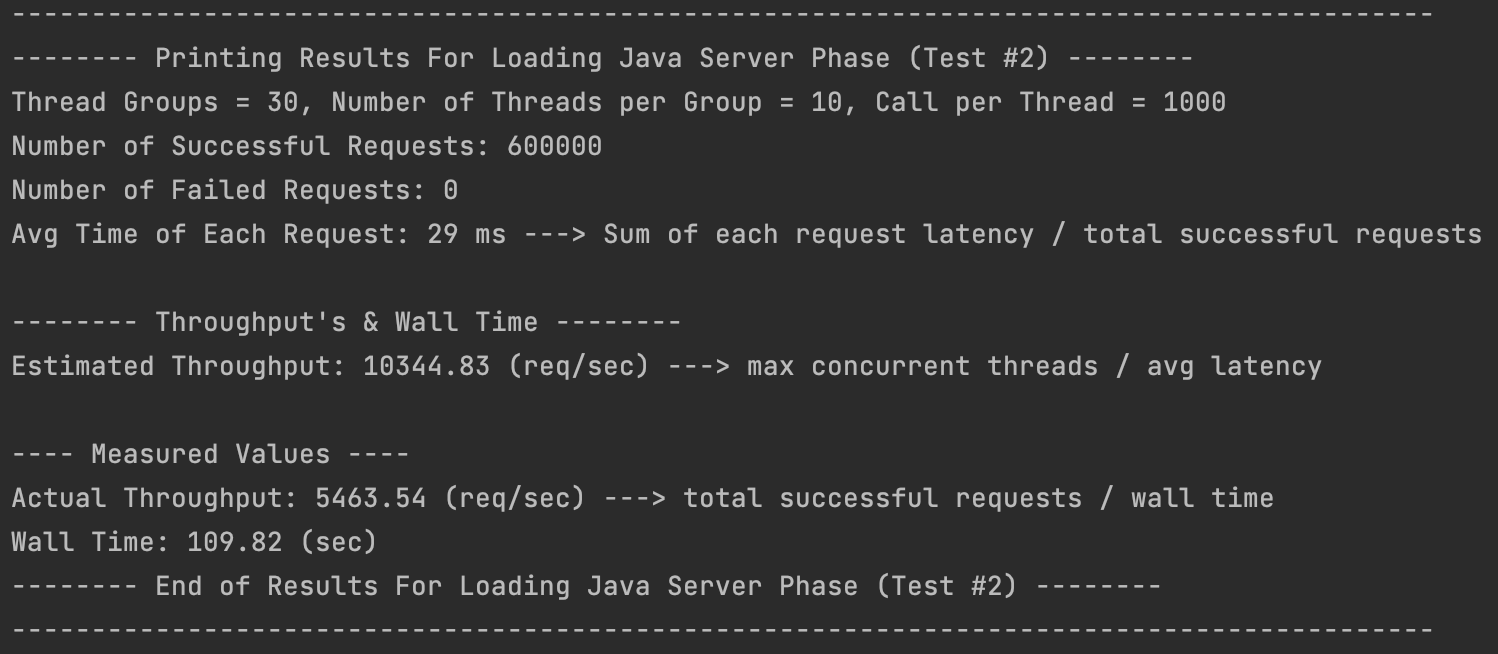 -----------------------------------------------------------------------------------------
-------- Printing Results For Loading Java Server Phase (Test #2) --------
Thread Groups = 30, Number of Threads per Group = 10, Call per Thread = 1000
Number of Successful Requests: 600000
Number of Failed Requests: 0
Avg Time of Each Request: 29 ms ---> Sum of each request latency / total successful requests
-------- Throughput's & Wall Time --------
Estimated Throughput: 10344.83 (req/sec) ---> max concurrent threads / avg latency
---- Measured Values ----
Actual Throughput: 5463.54 (req/sec) ---> total successful requests / wall time
Wall Time: 109.82 (sec)
-------- End of Results For Loading Java Server Phase (Test #2) --------
-----------------------------------------------------------------------------------------